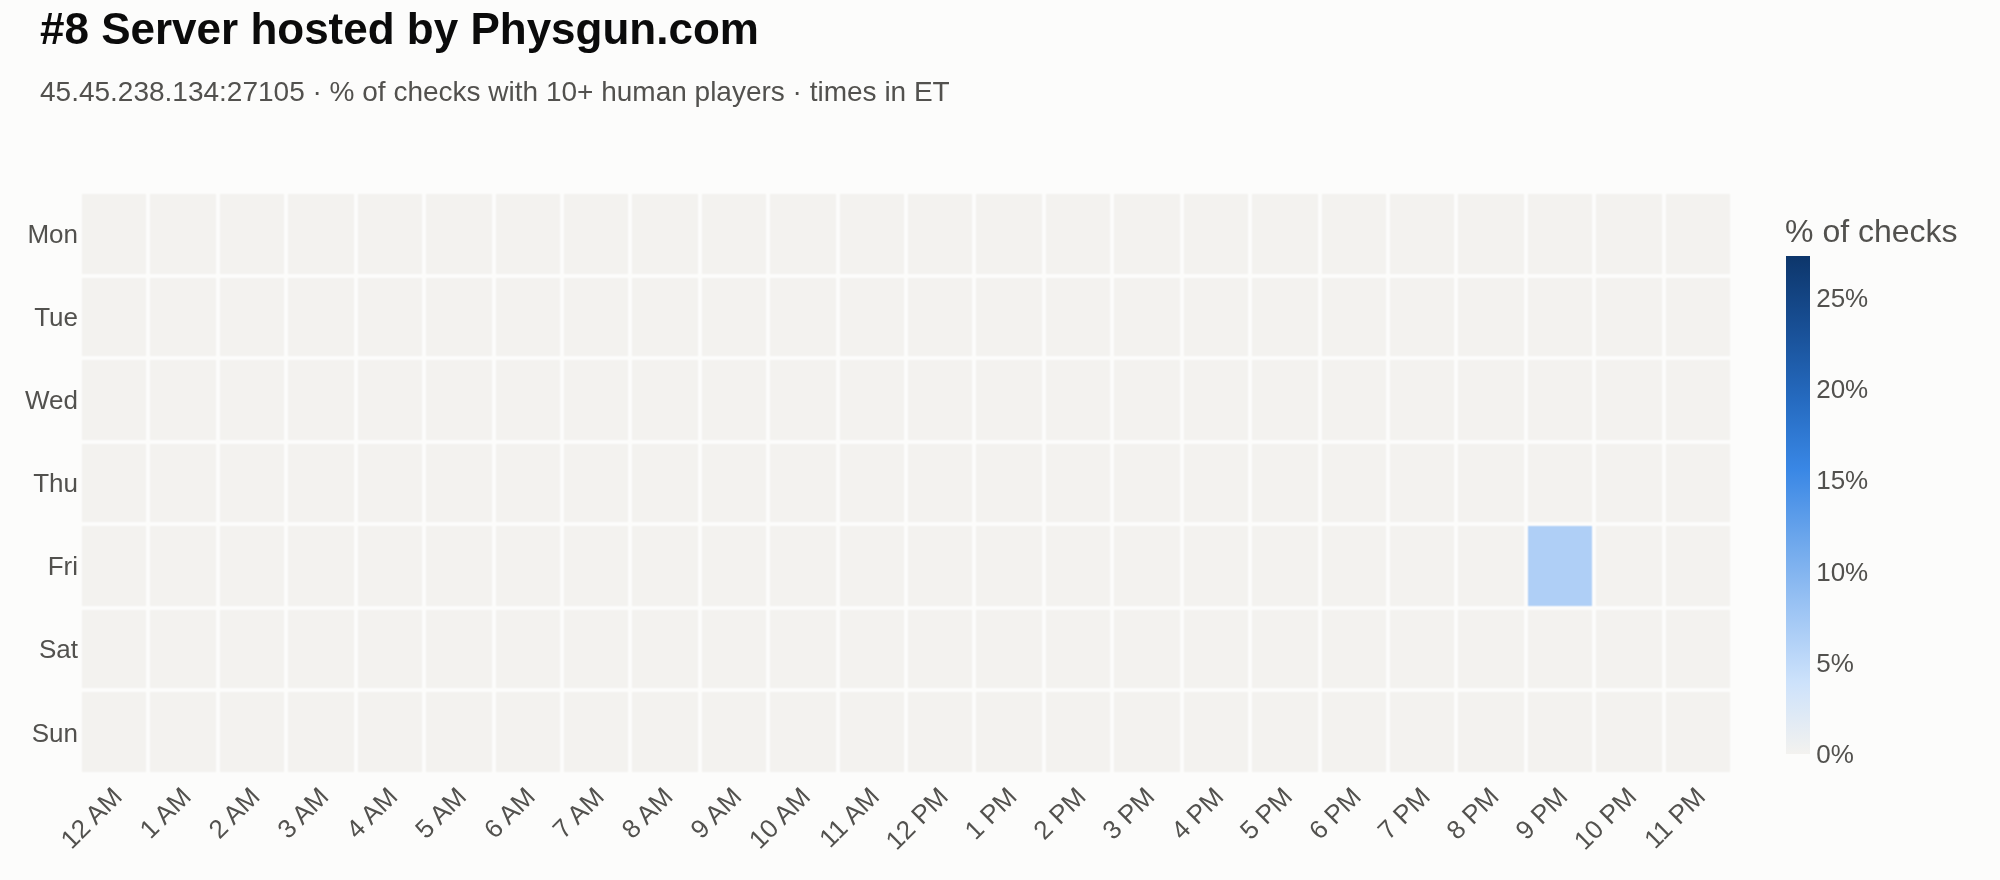 #8 Server hosted by Physgun.com
45.45.238.134:27105 · % of checks with 10+ human players · times in ET
% of checks
Mon
Tue
Wed
Thu
Fri
Sat
Sun
25%
20%
15%
10%
5%
0%
12 AM
1 AM
2 AM
3 AM
4 AM
5 AM
6 AM
7 AM
8 AM
9 AM
10 AM
11 AM
12 PM
1 PM
2 PM
3 PM
4 PM
5 PM
6 PM
7 PM
8 PM
9 PM
10 PM
11 PM